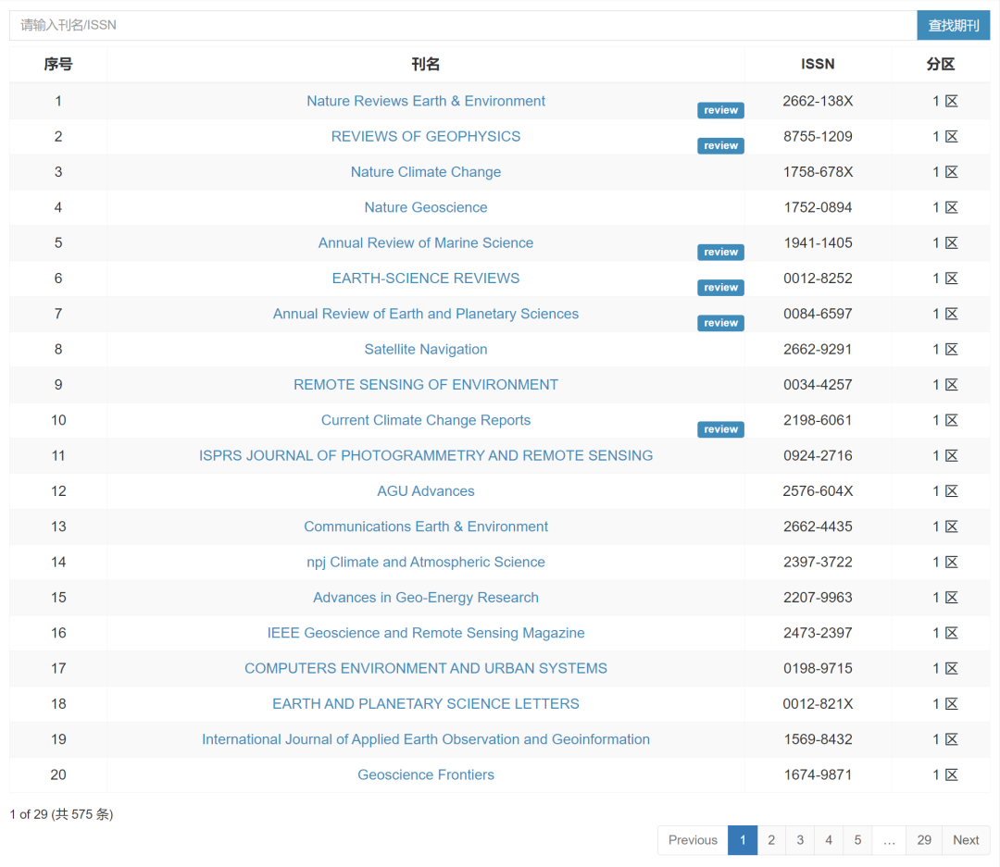 请输入刊名/ISSN 查找期刊
序号 刊名 ISSN 分区
1 Nature Reviews Earth & Environment review 2662-138X 1 区
2 REVIEWS OF GEOPHYSICS review 8755-1209 1 区
3 Nature Climate Change 1758-678X 1 区
4 Nature Geoscience 1752-0894 1 区
5 Annual Review of Marine Science review 1941-1405 1 区
6 EARTH-SCIENCE REVIEWS review 0012-8252 1 区
7 Annual Review of Earth and Planetary Sciences review 0084-6597 1 区
8 Satellite Navigation 2662-9291 1 区
9 REMOTE SENSING OF ENVIRONMENT 0034-4257 1 区
10 Current Climate Change Reports review 2198-6061 1 区
11 ISPRS JOURNAL OF PHOTOGRAMMETRY AND REMOTE SENSING 0924-2716 1 区
12 AGU Advances 2576-604X 1 区
13 Communications Earth & Environment 2662-4435 1 区
14 npj Climate and Atmospheric Science 2397-3722 1 区
15 Advances in Geo-Energy Research 2207-9963 1 区
16 IEEE Geoscience and Remote Sensing Magazine 2473-2397 1 区
17 COMPUTERS ENVIRONMENT AND URBAN SYSTEMS 0198-9715 1 区
18 EARTH AND PLANETARY SCIENCE LETTERS 0012-821X 1 区
19 International Journal of Applied Earth Observation and Geoinformation 1569-8432 1 区
20 Geoscience Frontiers 1674-9871 1 区
1 of 29 (共 575 条)
Previous 1 2 3 4 5 … 29 Next